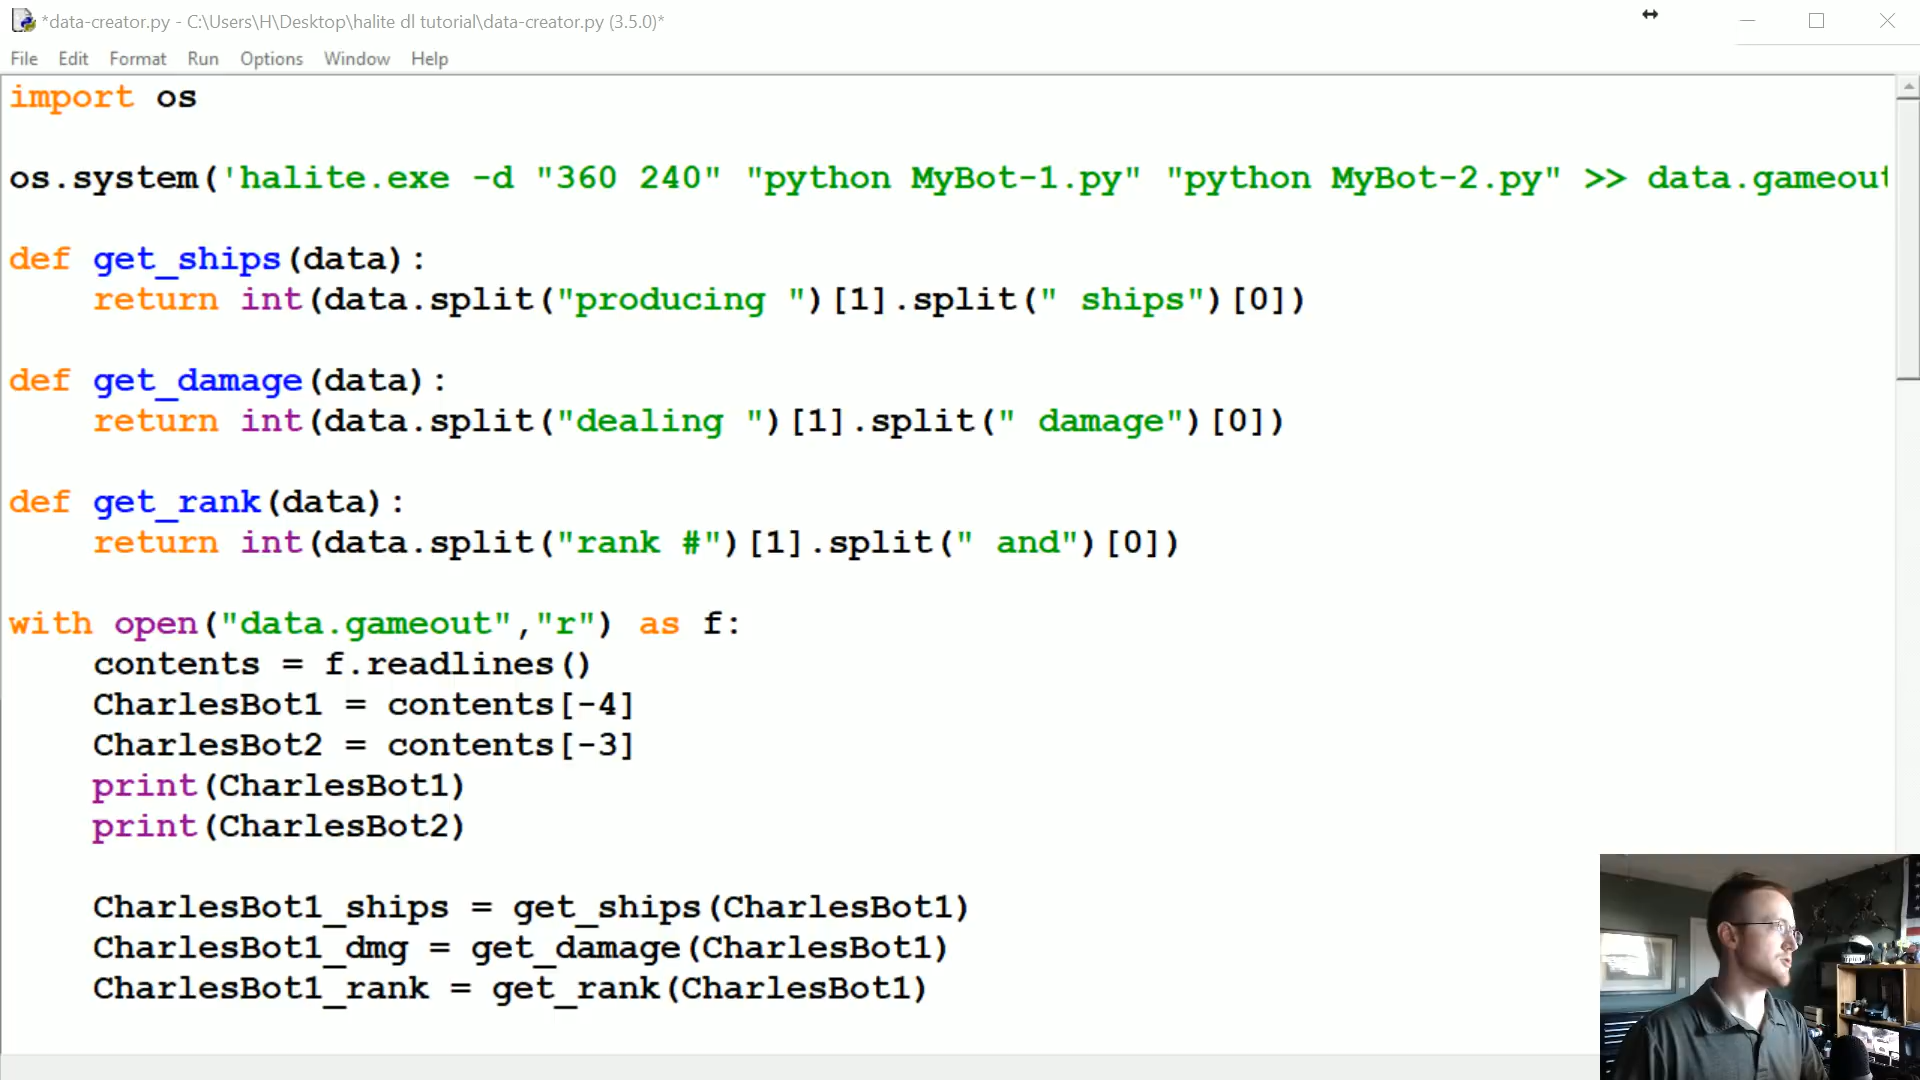 *data-creator.py - C:\Users\H\Desktop\halite dl tutorial\data-creator.py (3.5.0)*
File Edit Format Run Options Window Help
import os
os.system('halite.exe -d "360 240" "python MyBot-1.py" "python MyBot-2.py" >> data.gameout
def get_ships(data):
    return int(data.split("producing ")[1].split(" ships")[0])
def get_damage(data):
    return int(data.split("dealing ")[1].split(" damage")[0])
def get_rank(data):
    return int(data.split("rank #")[1].split(" and")[0])
with open("data.gameout","r") as f:
    contents = f.readlines()
    CharlesBot1 = contents[-4]
    CharlesBot2 = contents[-3]
    print(CharlesBot1)
    print(CharlesBot2)
    CharlesBot1_ships = get_ships(CharlesBot1)
    CharlesBot1_dmg = get_damage(CharlesBot1)
    CharlesBot1_rank = get_rank(CharlesBot1)